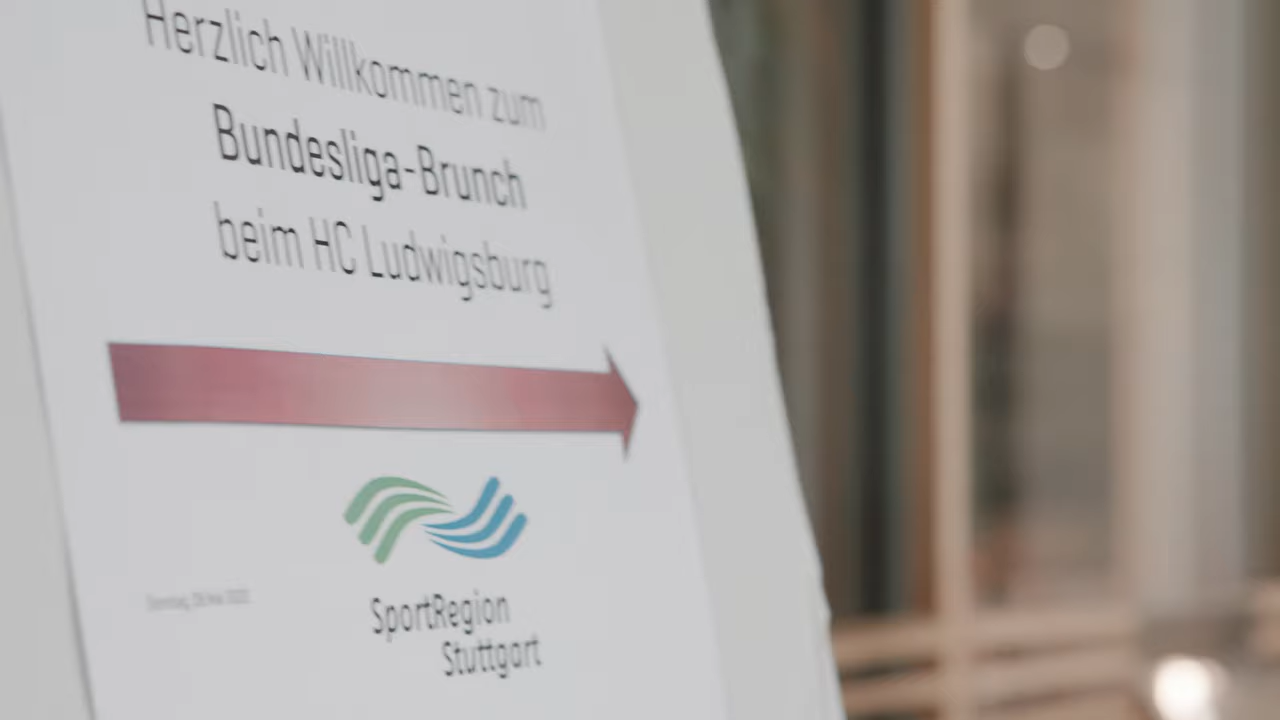 Herzlich Willkommen zum
Bundesliga-Brunch
beim HC Ludwigsburg
SportRegion
Stuttgart